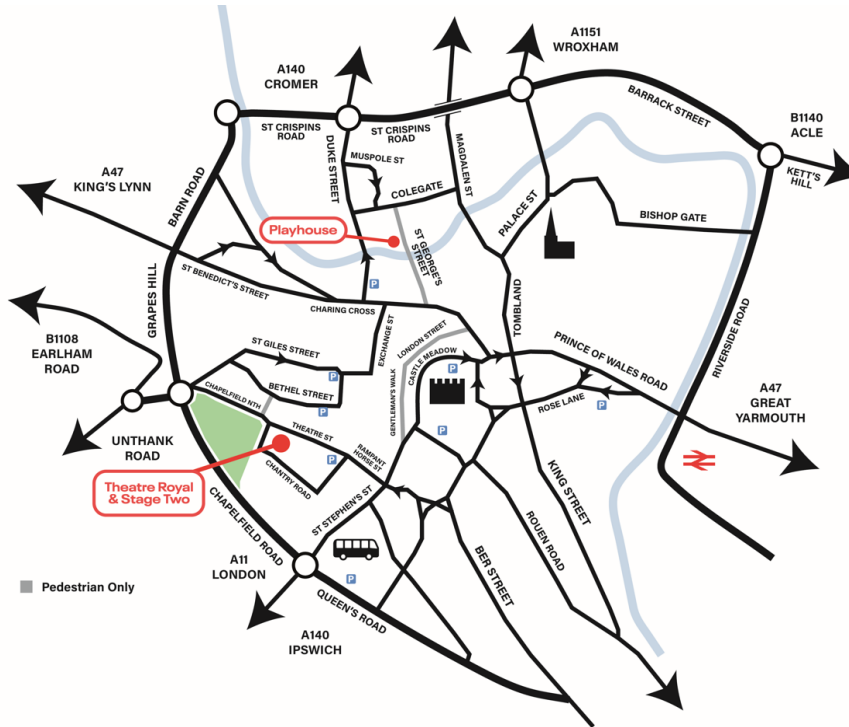 A1151
WROXHAM
A140
CROMER
BARRACK STREET
B1140
ACLE
ST CRISPINS
ROAD
ST CRISPINS
ROAD
DUKE STREET
MUSPOLE ST
MAGDALEN ST
KETT'S
HILL
A47
KING'S LYNN
BARN ROAD
COLEGATE
PALACE ST
BISHOP GATE
Playhouse
ST GEORGE'S
STREET
ST BENEDICT'S STREET
P
TOMBLAND
GRAPES HILL
CHARING CROSS
RIVERSIDE ROAD
B1108
EARLHAM
ROAD
ST GILES STREET
EXCHANGE ST
LONDON STREET
PRINCE OF WALES ROAD
CASTLE MEADOW
P
P
BETHEL STREET
A47
GREAT
YARMOUTH
CHAPELFIELD NTH
GENTLEMAN'S WALK
ROSE LANE
P
P
UNTHANK
ROAD
THEATRE ST
P
RAMPANT
HORSE ST
P
Theatre Royal
& Stage Two
CHANTRY ROAD
KING STREET
CHAPELFIELD ROAD
ST STEPHEN'S ST
ROUEN ROAD
BER STREET
A11
LONDON
P
Pedestrian Only
QUEEN'S ROAD
A140
IPSWICH